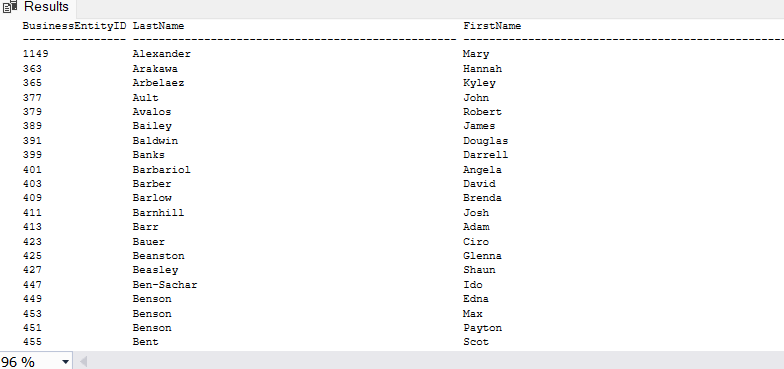 Results
BusinessEntityID LastName FirstName
---------------- -------------------------------------------------- --------------------------------------------------
1149 Alexander Mary
363 Arakawa Hannah
365 Arbelaez Kyley
377 Ault John
379 Avalos Robert
389 Bailey James
391 Baldwin Douglas
399 Banks Darrell
401 Barbariol Angela
403 Barber David
409 Barlow Brenda
411 Barnhill Josh
413 Barr Adam
423 Bauer Ciro
425 Beanston Glenna
427 Beasley Shaun
447 Ben-Sachar Ido
449 Benson Edna
453 Benson Max
451 Benson Payton
455 Bent Scot
96 %